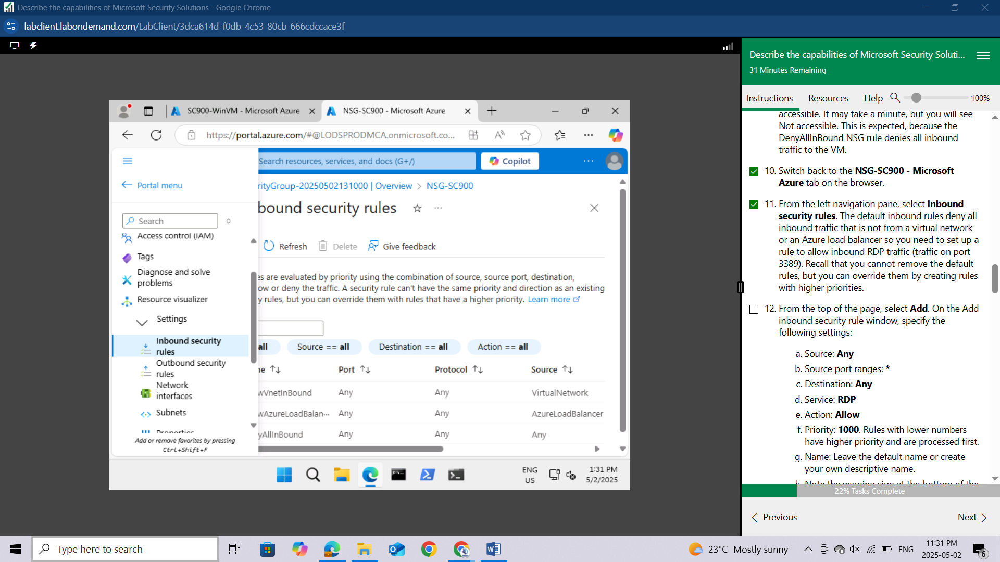 Describe the capabilities of Microsoft Security Solutions - Google Chrome
labclient.labondemand.com/LabClient/3dca614d-f0db-4c53-80cb-666cdccace3f
SC900-WinVM - Microsoft Azure
NSG-SC900 - Microsoft Azure
https://portal.azure.com/#@LODSPRODMCA.onmicrosoft.co...
Search resources, services, and docs (G+/)
Copilot
Portal menu
rityGroup-20250502131000 | Overview > NSG-SC900
bound security rules
Search
Access control (IAM)
Tags
Diagnose and solve
problems
Resource visualizer
Settings
Inbound security
rules
Outbound security
rules
Network
interfaces
Subnets
Properties
Add or remove favorites by pressing
Ctrl+Shift+F
Refresh
Delete
Give feedback
es are evaluated by priority using the combination of source, source port, destination,
ow or deny the traffic. A security rule can't have the same priority and direction as an existing
y rules, but you can override them with rules that have a higher priority. Learn more
all
Source == all
Destination == all
Action == all
ne
Port
Protocol
Source
wVnetInBound
Any
Any
VirtualNetwork
wAzureLoadBalan...
Any
Any
AzureLoadBalancer
yAllInBound
Any
Any
Any
ENG
US
1:31 PM
5/2/2025
Describe the capabilities of Microsoft Security Soluti...
31 Minutes Remaining
Instructions
Resources
Help
100%
accessible. It may take a minute, but you will see
Not accessible. This is expected, because the
DenyAllInBound NSG rule denies all inbound
traffic to the VM.
10. Switch back to the NSG-SC900 - Microsoft
Azure tab on the browser.
11. From the left navigation pane, select Inbound
security rules. The default inbound rules deny all
inbound traffic that is not from a virtual network
or an Azure load balancer so you need to set up a
rule to allow inbound RDP traffic (traffic on port
3389). Recall that you cannot remove the default
rules, but you can override them by creating rules
with higher priorities.
12. From the top of the page, select Add. On the Add
inbound security rule window, specify the
following settings:
a. Source: Any
b. Source port ranges: *
c. Destination: Any
d. Service: RDP
e. Action: Allow
f. Priority: 1000. Rules with lower numbers
have higher priority and are processed first.
g. Name: Leave the default name or create
your own descriptive name.
h. Note the warning sign at the bottom of the
22% Tasks Complete
Previous
Next
Type here to search
23°C Mostly sunny
ENG
11:31 PM
2025-05-02
6